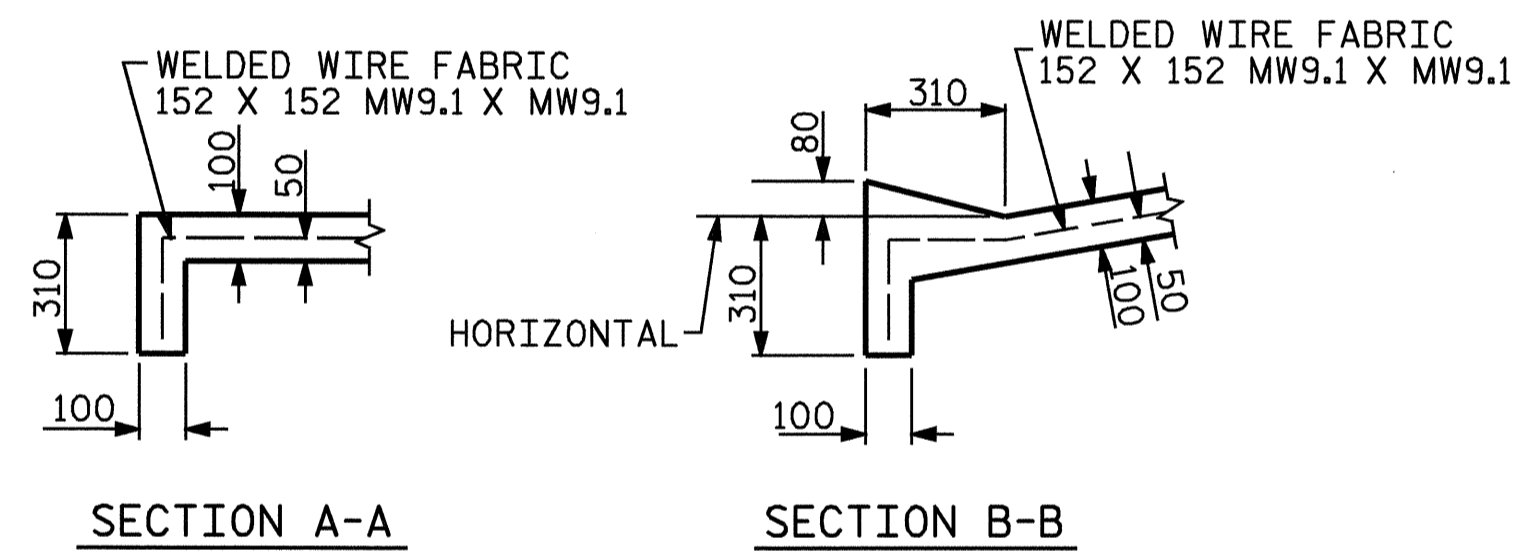 WELDED WIRE FABRIC
152 X 152 MW9.1 X MW9.1
100
50
310
100
SECTION A-A
WELDED WIRE FABRIC
152 X 152 MW9.1 X MW9.1
310
80
HORIZONTAL
310
100
50
100
SECTION B-B